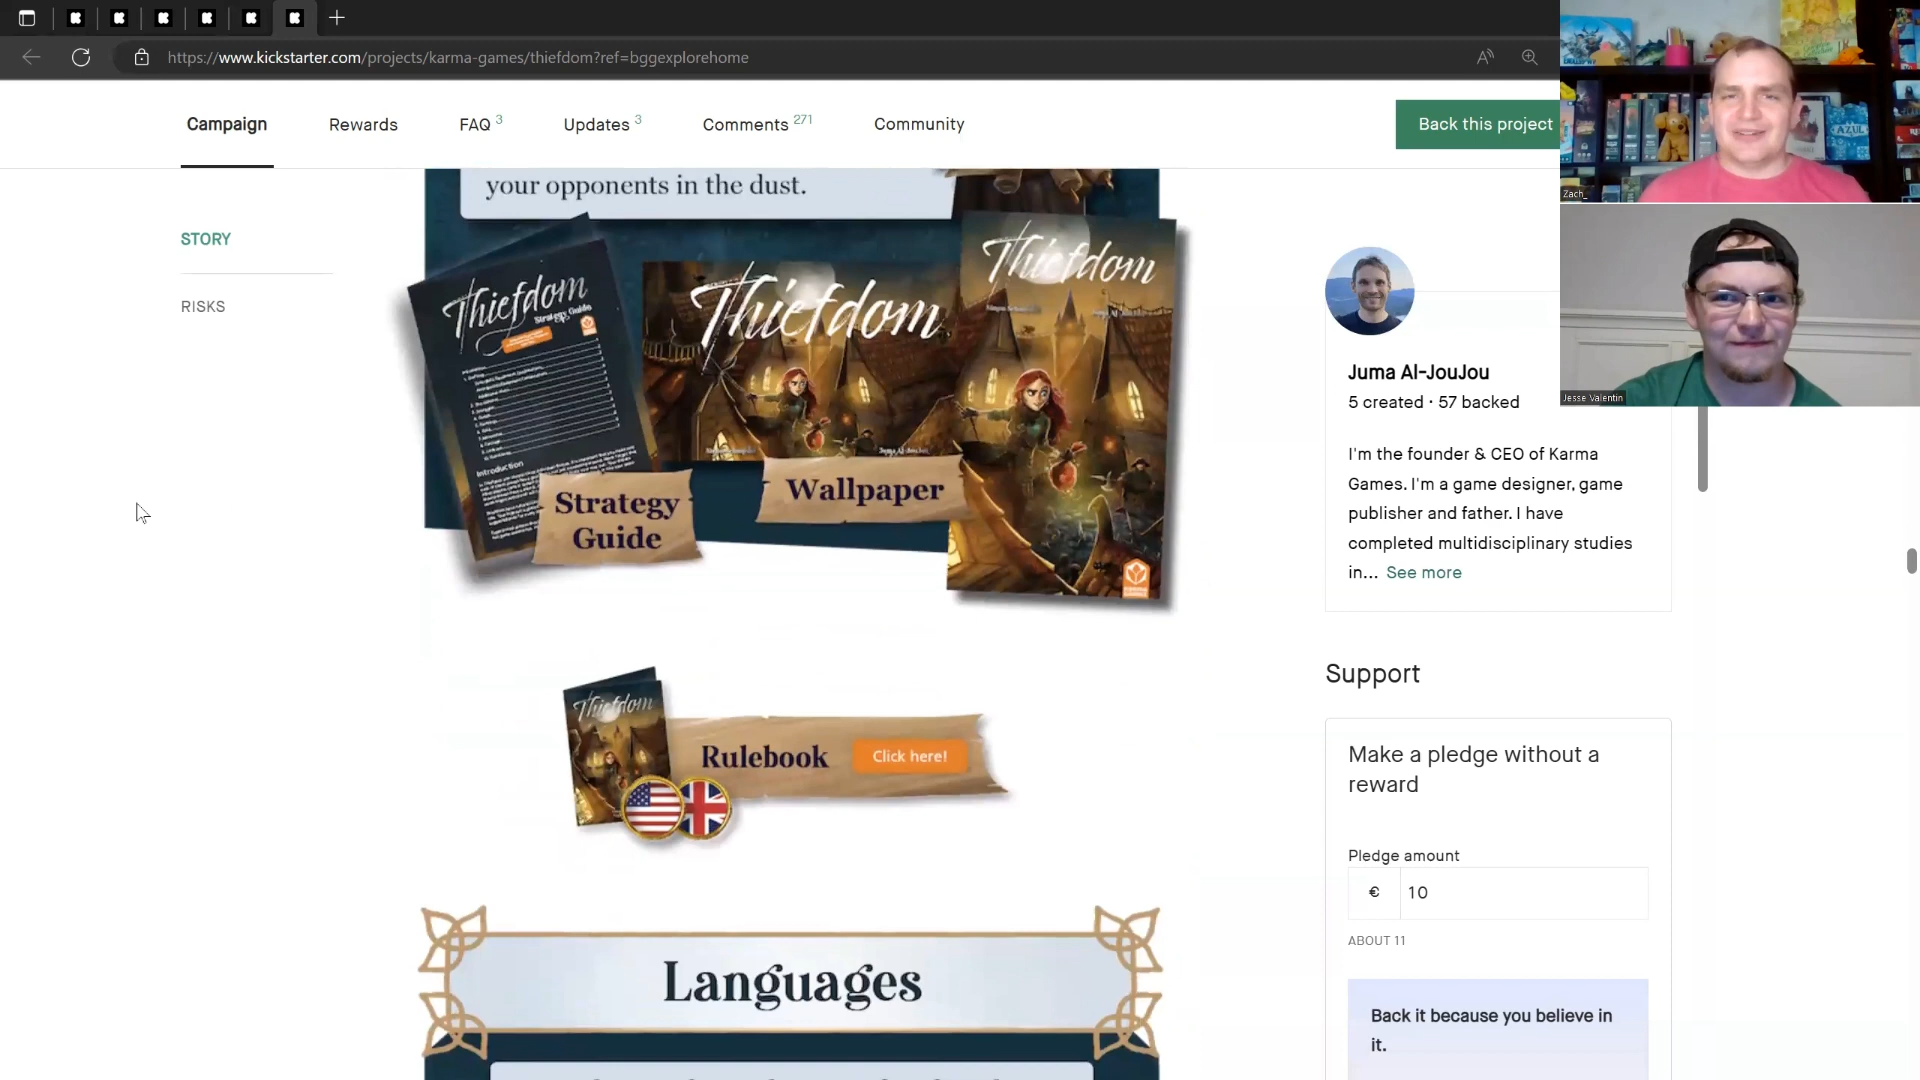 https://www.kickstarter.com/projects/karma-games/thiefdom?ref=bggexplorehome
Campaign
Rewards
FAQ 3
Updates 3
Comments 271
Community
Back this project
STORY
RISKS
your opponents in the dust.
Thiefdom
Strategy Guide
Introduction
Thiefdom
Thiefdom
Strategy
Guide
Wallpaper
Thiefdom
Rulebook
Click here!
Languages
Juma Al-JouJou
5 created · 57 backed
I'm the founder & CEO of Karma
Games. I'm a game designer, game
publisher and father. I have
completed multidisciplinary studies
in... See more
Support
Make a pledge without a
reward
Pledge amount
€ 10
ABOUT 11
Back it because you believe in
it.
AZUL
Zach_
Jesse Valentin